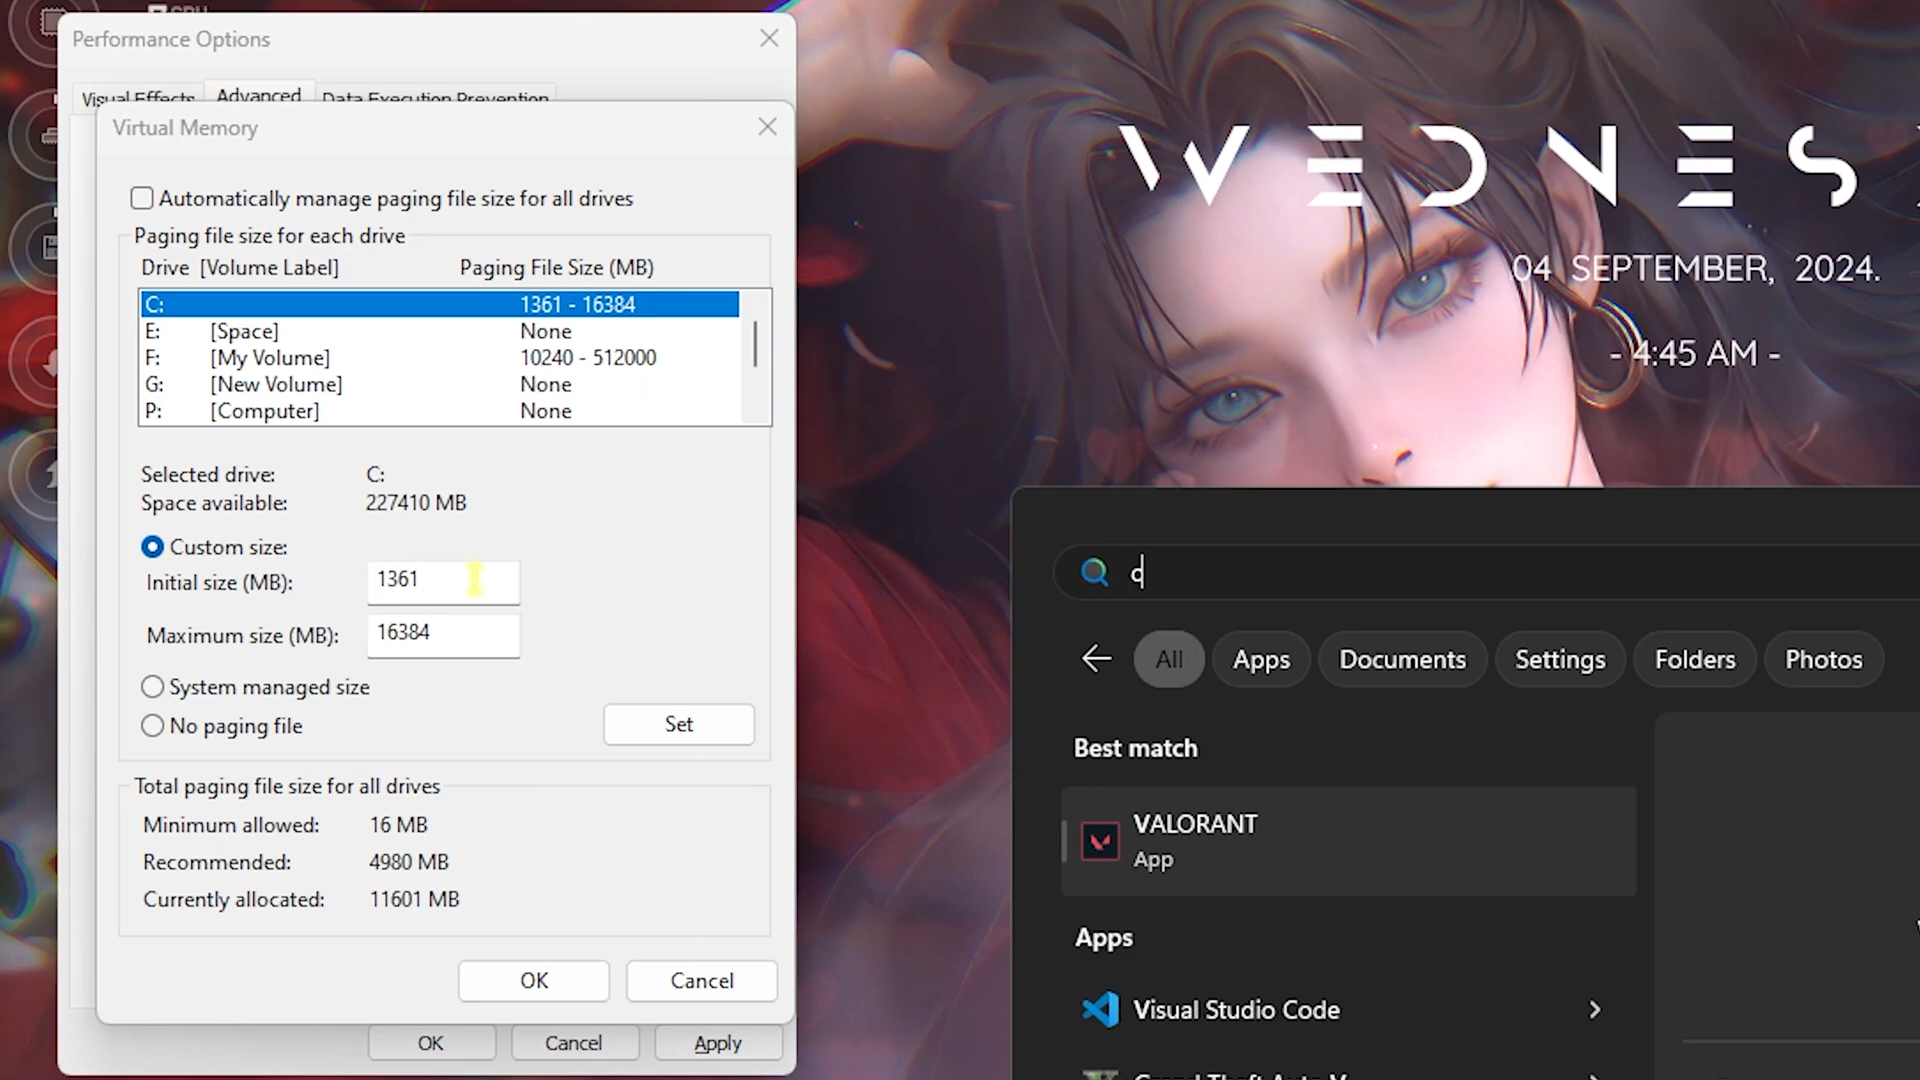 Performance Options
Visual Effects Advanced Data Execution Prevention
Virtual Memory
Automatically manage paging file size for all drives
Paging file size for each drive
Drive [Volume Label] Paging File Size (MB)
C: 1361 - 16384
E: [Space] None
F: [My Volume] 10240 - 512000
G: [New Volume] None
P: [Computer] None
Selected drive: C:
Space available: 227410 MB
Custom size:
Initial size (MB): 1361
Maximum size (MB): 16384
System managed size
No paging file
Set
Total paging file size for all drives
Minimum allowed: 16 MB
Recommended: 4980 MB
Currently allocated: 11601 MB
OK Cancel
OK Cancel Apply
WEDNES
04 SEPTEMBER, 2024.
- 4:45 AM -
c
All Apps Documents Settings Folders Photos
Best match
VALORANT
App
Apps
Visual Studio Code
Grand Theft Auto V